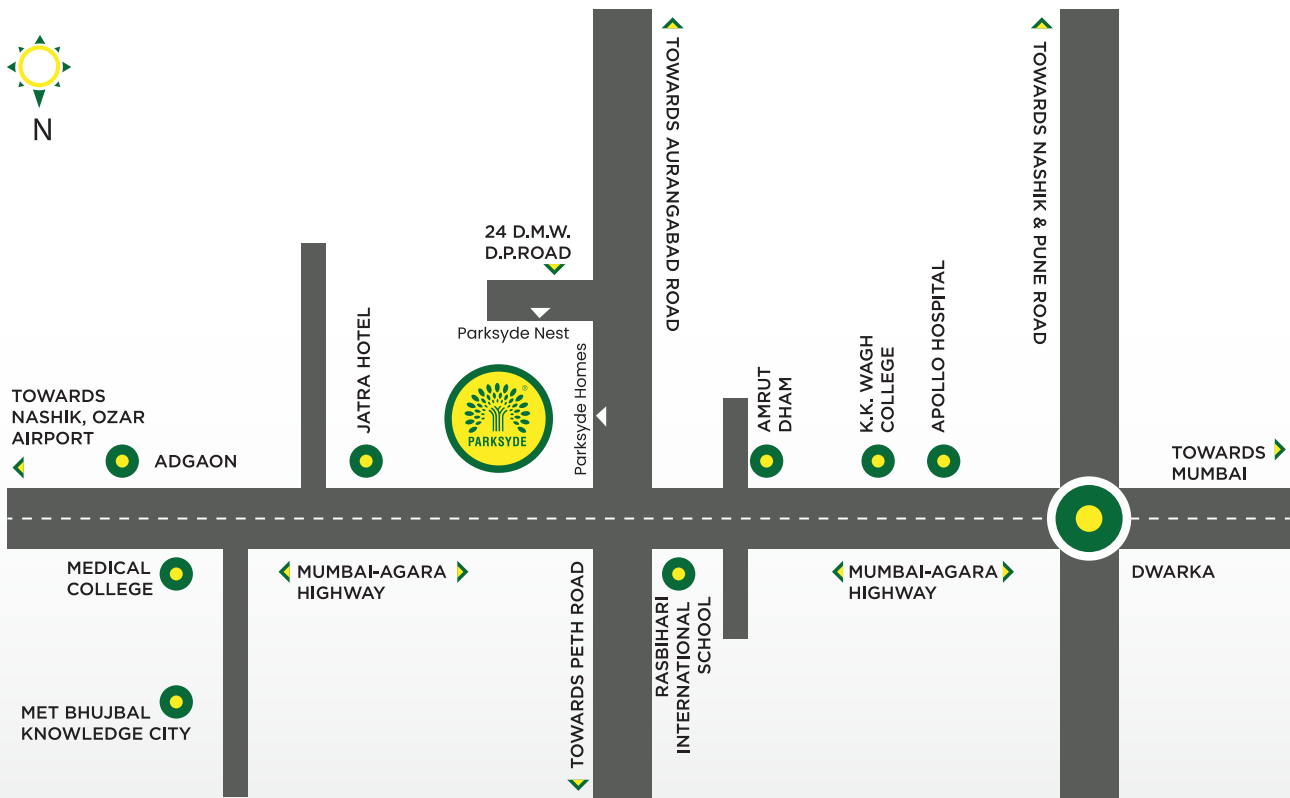 N
TOWARDS AURANGABAD ROAD
TOWARDS NASHIK & PUNE ROAD
24 D.M.W.
D.P.ROAD
Parksyde Nest
Parksyde Homes
JATRA HOTEL
PARKSYDE
®
AMRUT
DHAM
K.K. WAGH
COLLEGE
APOLLO HOSPITAL
TOWARDS
NASHIK, OZAR
AIRPORT
ADGAON
TOWARDS
MUMBAI
MEDICAL
COLLEGE
MUMBAI-AGARA
HIGHWAY
TOWARDS PETH ROAD
RASBIHARI
INTERNATIONAL
SCHOOL
MUMBAI-AGARA
HIGHWAY
DWARKA
MET BHUJBAL
KNOWLEDGE CITY